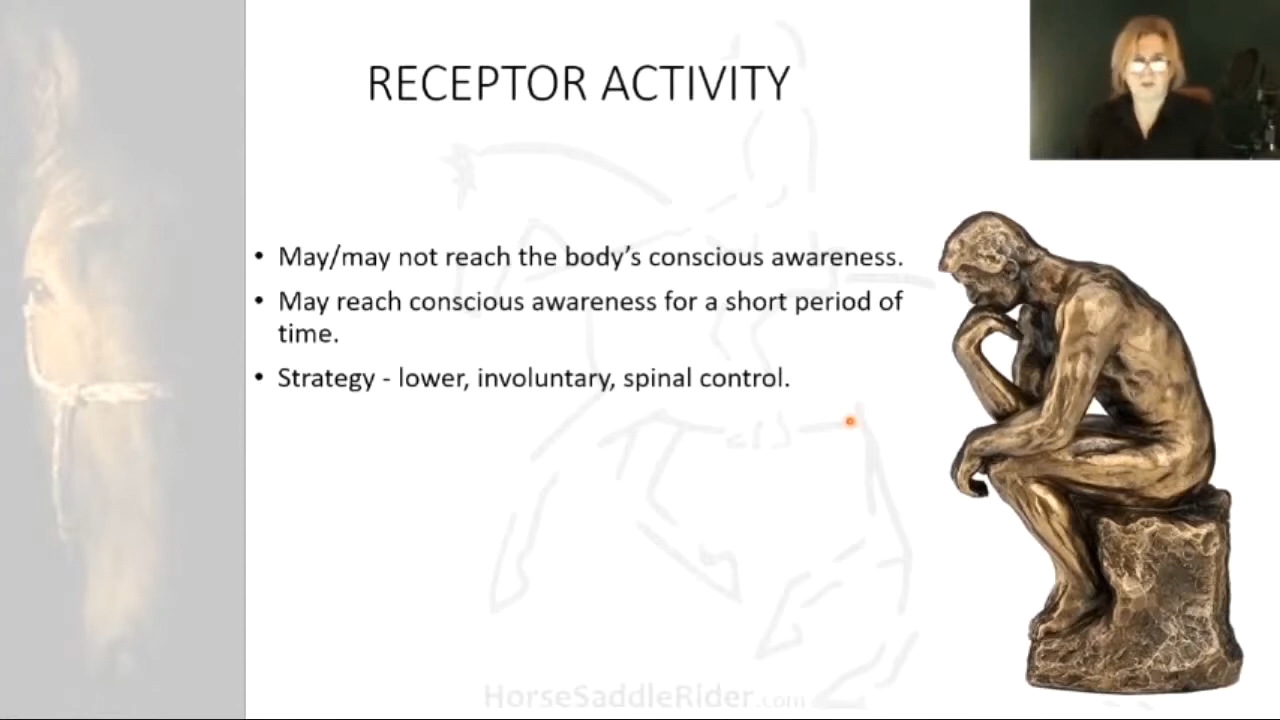 RECEPTOR ACTIVITY
• May/may not reach the body’s conscious awareness.
• May reach conscious awareness for a short period of
time.
• Strategy - lower, involuntary, spinal control.
HorseSaddleRider.com